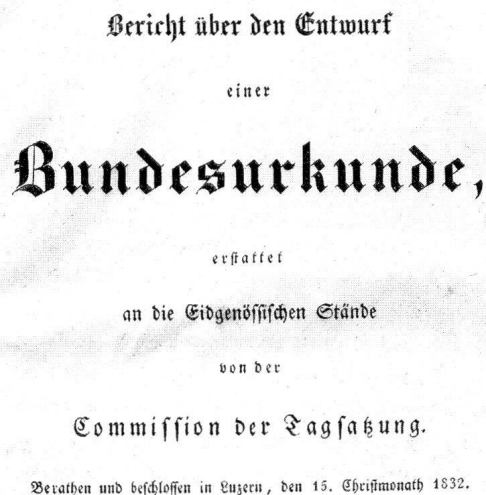 Bericht über den Entwurf
einer
Bundesurkunde,
erstattet
an die Eidgenössischen Stände
von der
Commission der Tagsatzung.
Berathen und beschlossen in Luzern, den 15. Christmonath 1832.